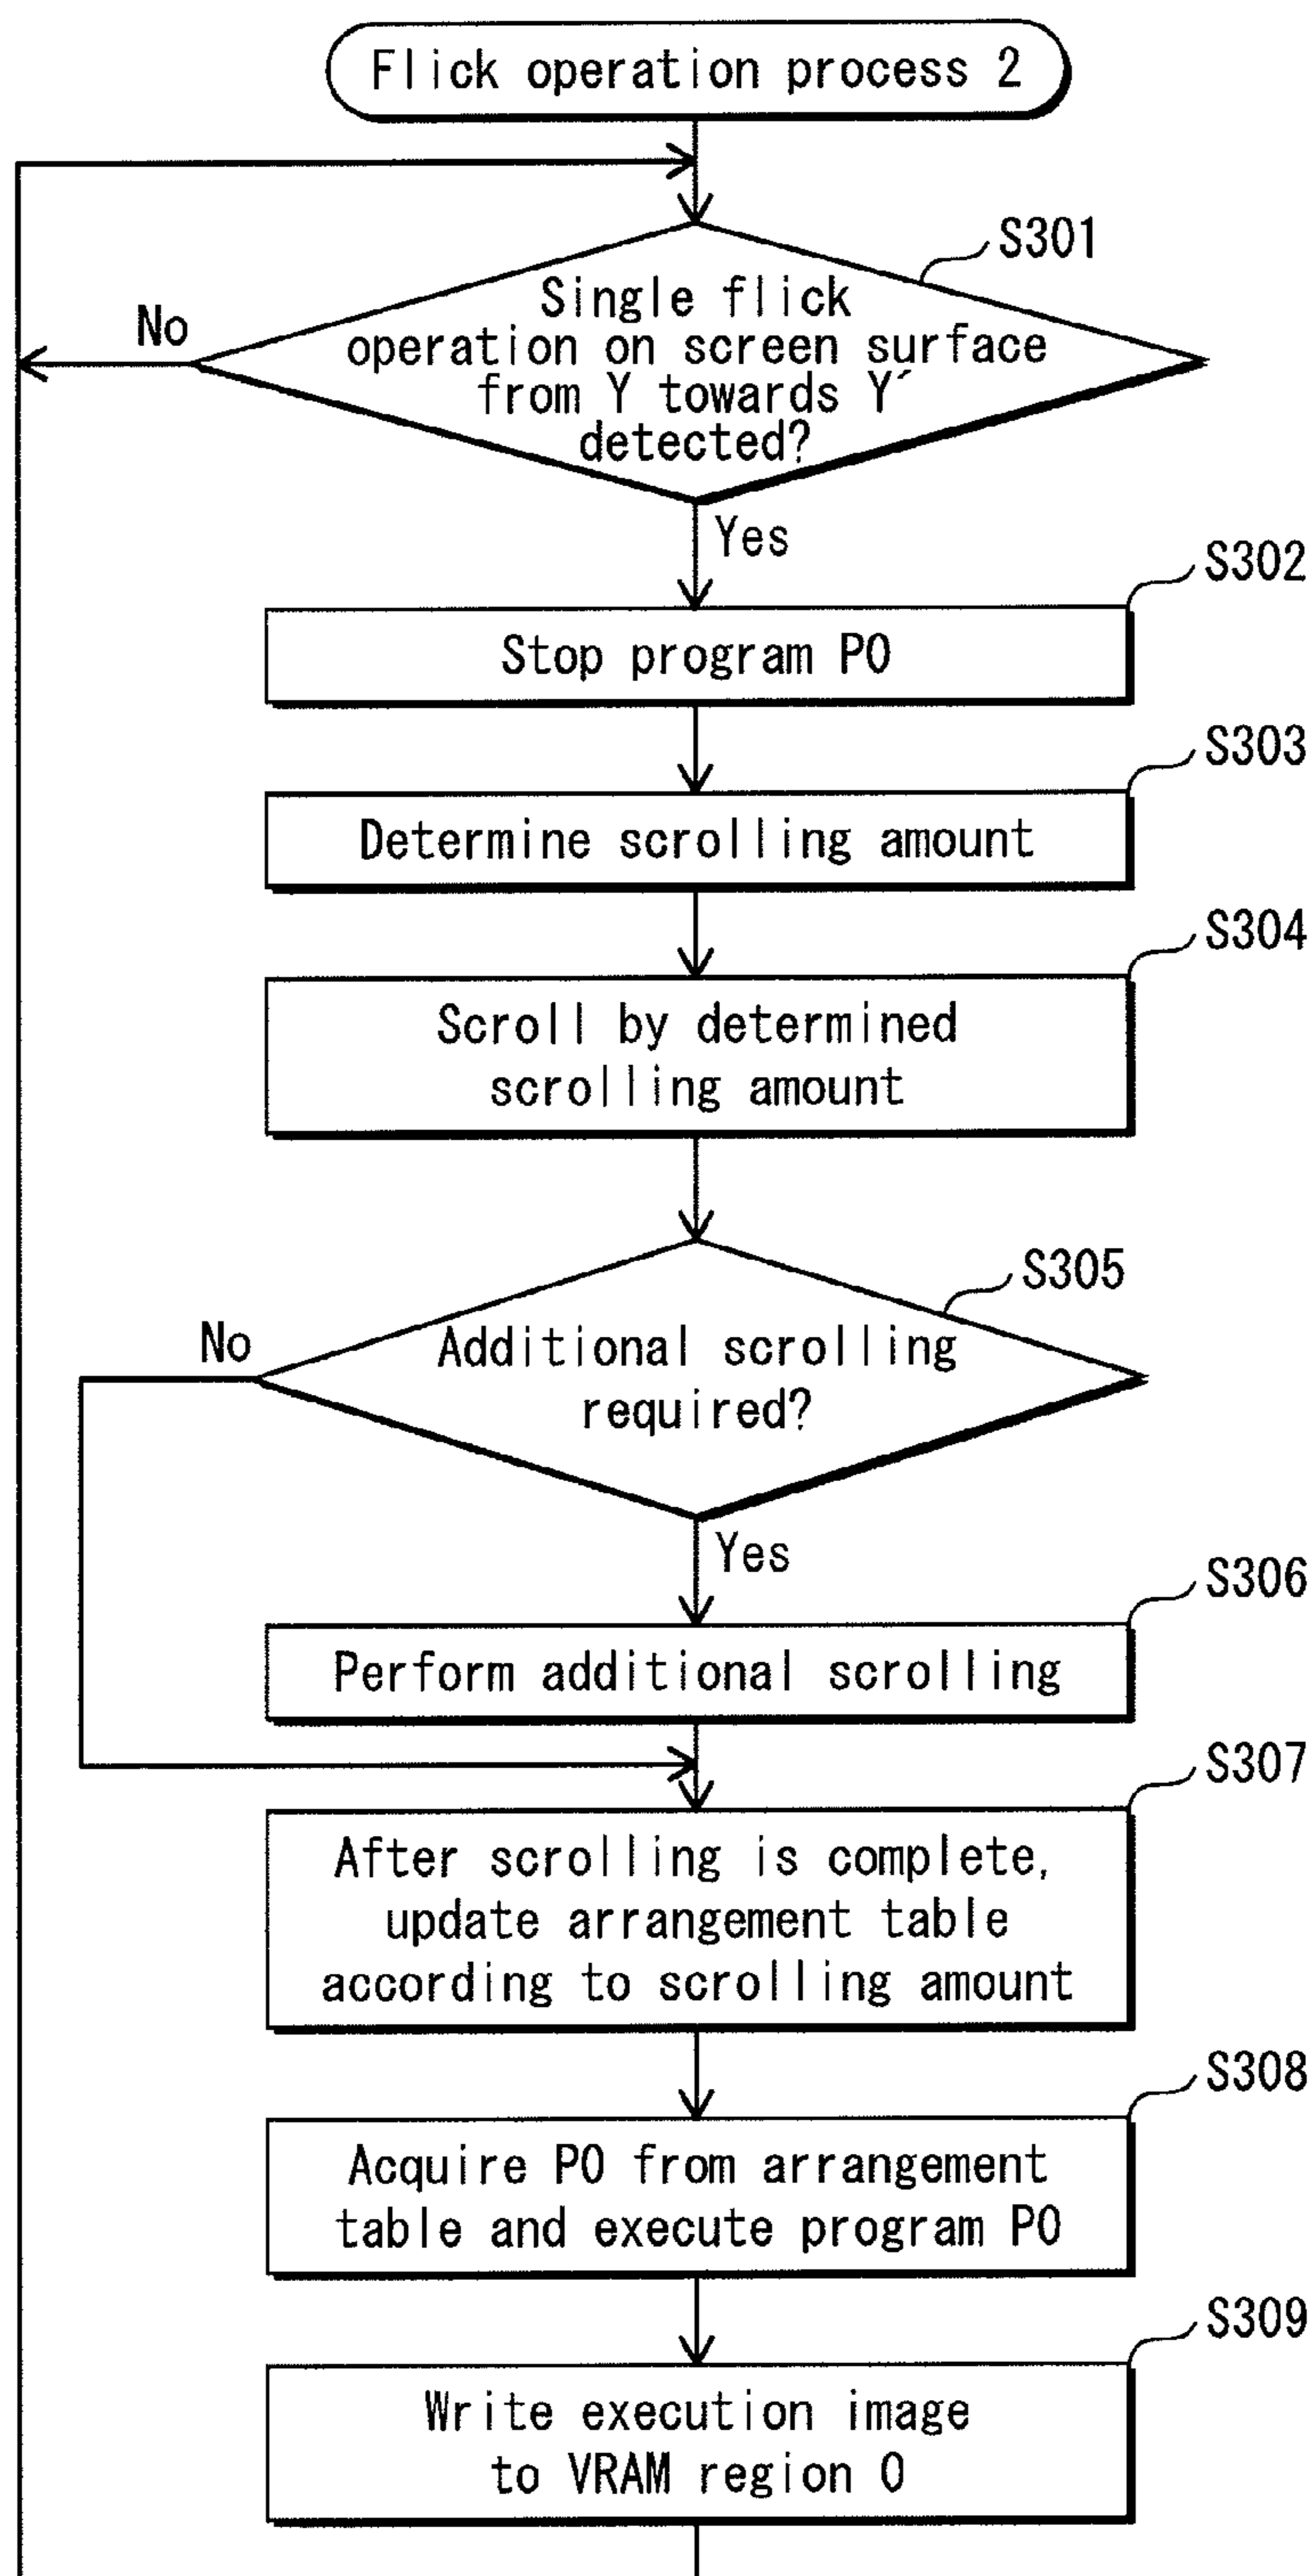 Flick operation process 2
S301
No
Single flick
operation on screen surface
from Y towards Y´
detected?
Yes
S302
Stop program P0
S303
Determine scrolling amount
S304
Scroll by determined
scrolling amount
S305
No
Additional scrolling
required?
Yes
S306
Perform additional scrolling
S307
After scrolling is complete,
update arrangement table
according to scrolling amount
S308
Acquire P0 from arrangement
table and execute program P0
S309
Write execution image
to VRAM region 0